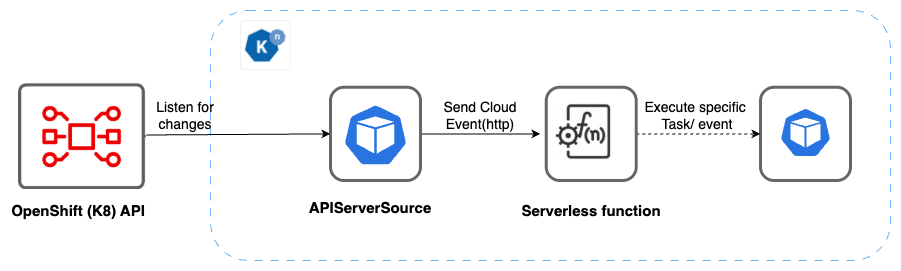 K n
Listen for
changes
Send Cloud
Event(http)
f(n)
Execute specific
Task/ event
OpenShift (K8) API
APIServerSource
Serverless function